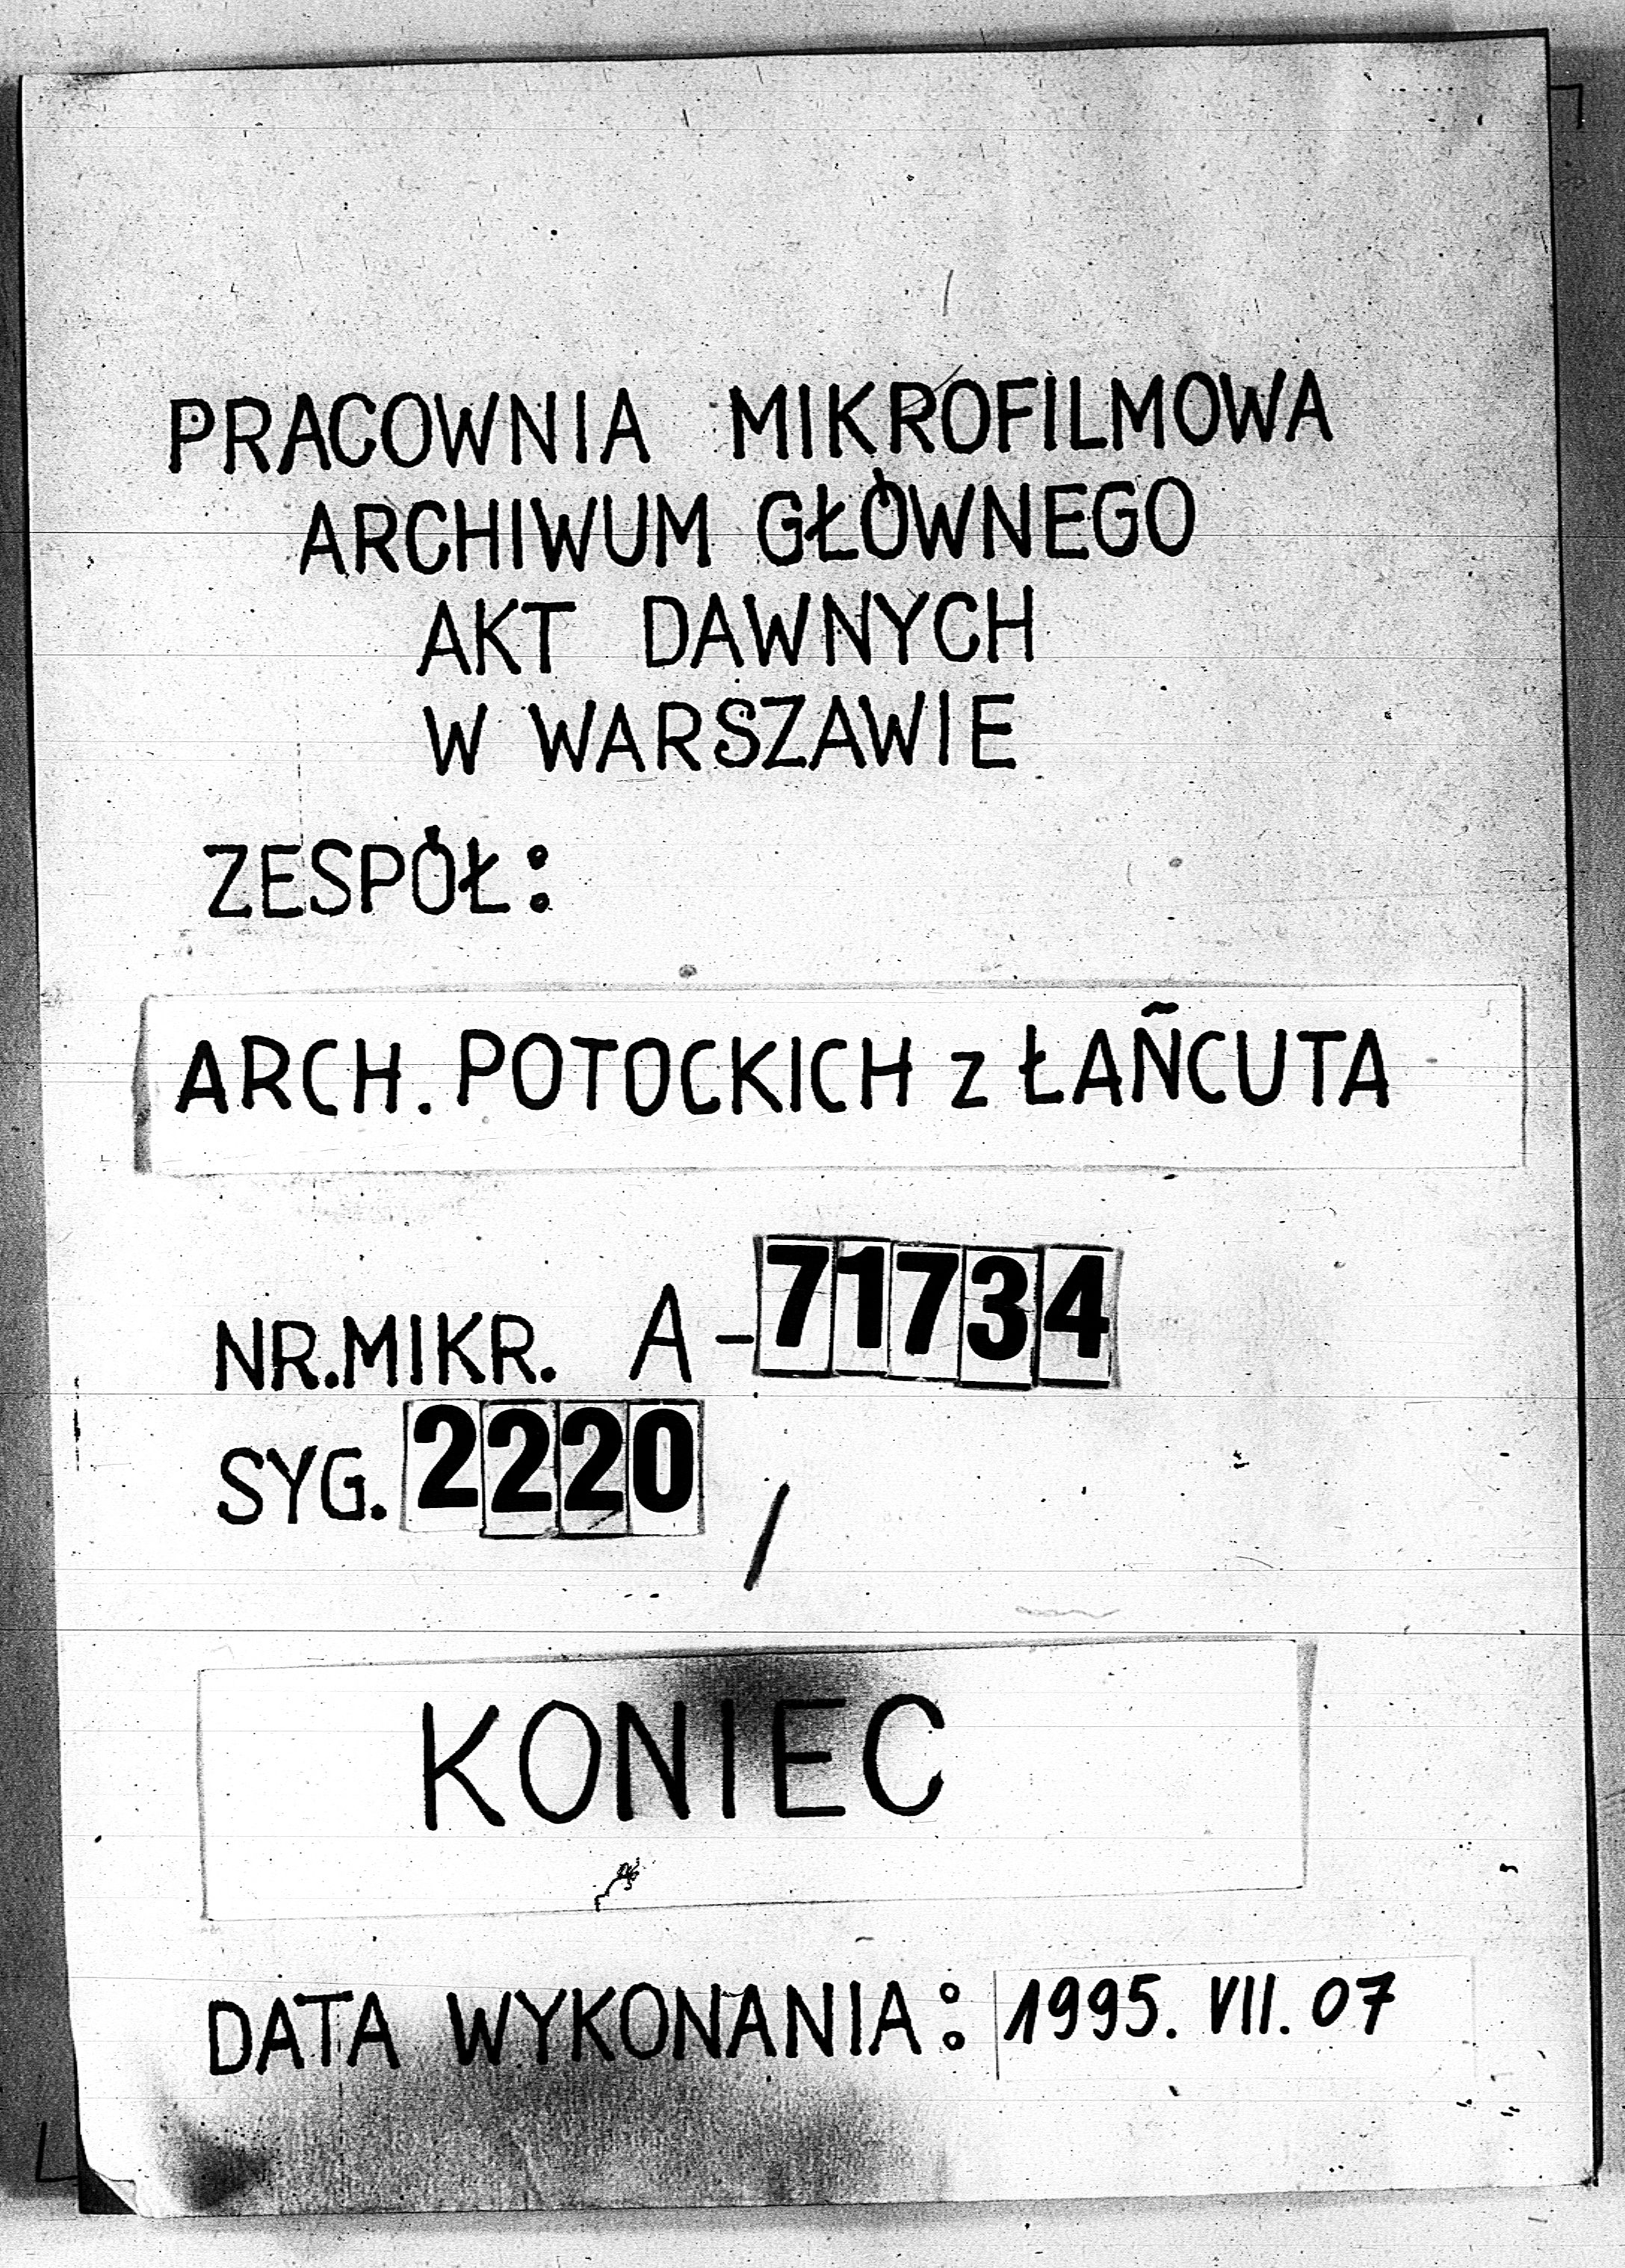 PRACOWNIA MIKROFILMOWA
ARCHIWUM GŁÓWNEGO
AKT DAWNYCH
W WARSZAWIE
ZESPÓŁ:
ARCH. POTOCKICH z ŁAŃCUTA
NR.MIKR. A-71734
SYG. 2220 /
KONIEC
DATA WYKONANIA: 1995. VII. 07